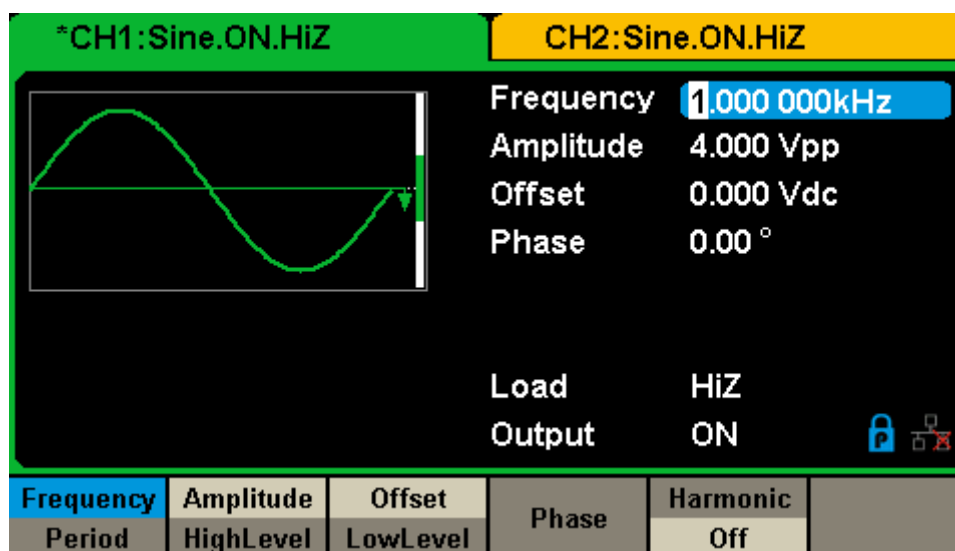 *CH1:Sine.ON.HiZ CH2:Sine.ON.HiZ
Frequency 1.000 000kHz
Amplitude 4.000 Vpp
Offset 0.000 Vdc
Phase 0.00 °
Load HiZ
Output ON
P
Frequency Amplitude Offset Phase Harmonic
Period HighLevel LowLevel Off